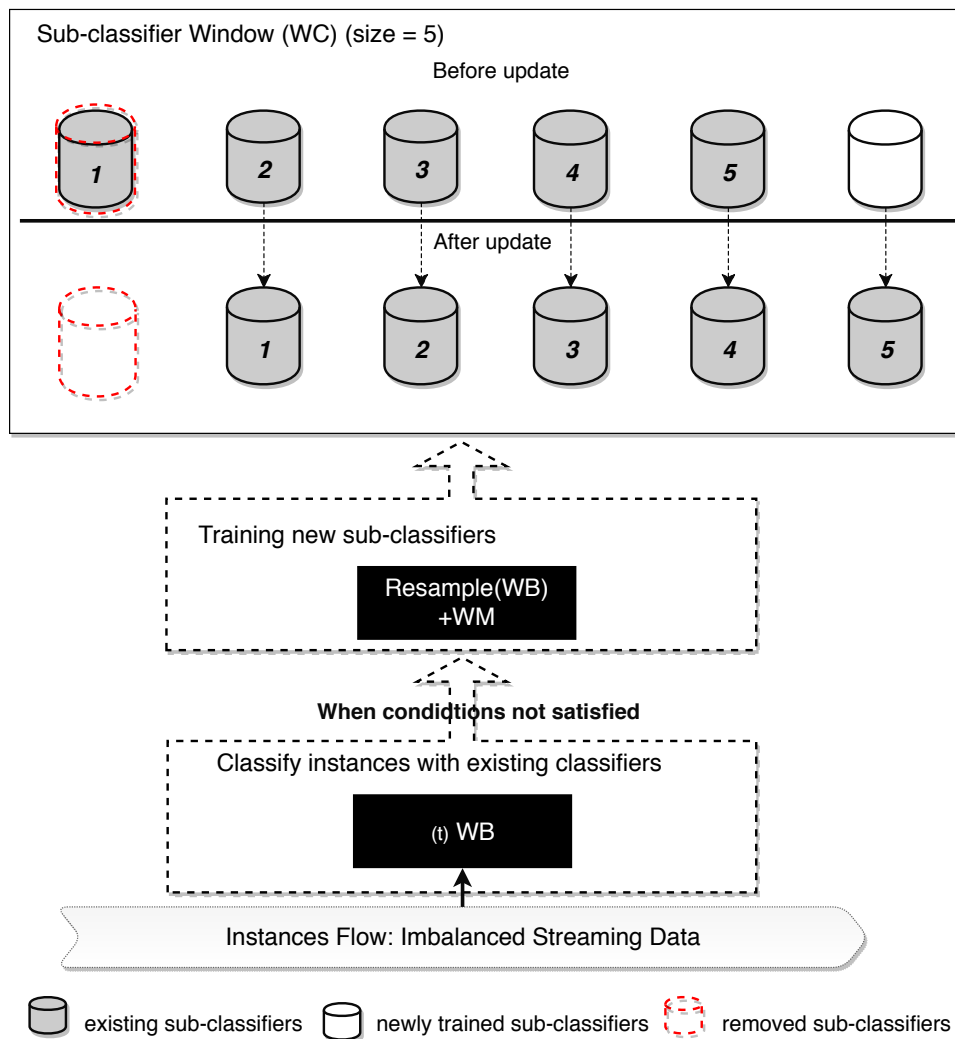 Sub-classifier Window (WC) (size = 5)
Before update
1 2 3 4 5
After update
1 2 3 4 5
Training new sub-classifiers
Resample(WB)
+WM
When condidtions not satisfied
Classify instances with existing classifiers
(t) WB
Instances Flow: Imbalanced Streaming Data
existing sub-classifiers newly trained sub-classifiers removed sub-classifiers